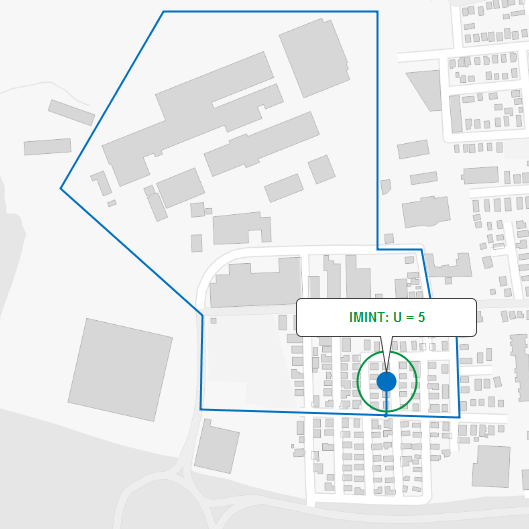 IMINT: U = 5